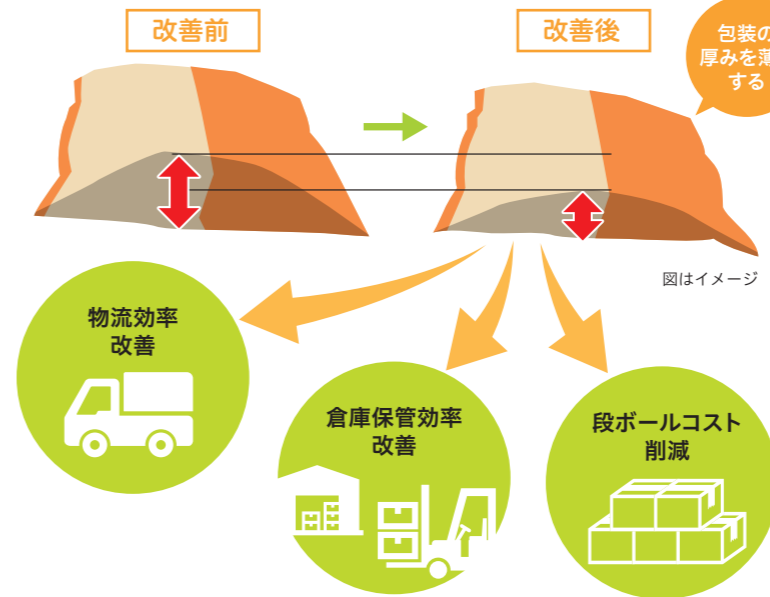 改善前
改善後
包装の
厚みを薄
する
図はイメージ
物流効率
改善
倉庫保管効率
改善
段ボールコスト
削減